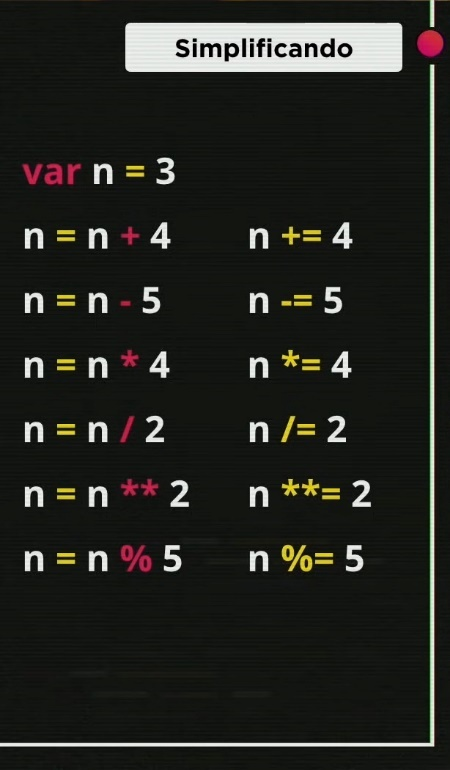 Simplificando
var n = 3
n = n + 4 n += 4
n = n - 5 n -= 5
n = n * 4 n *= 4
n = n / 2 n /= 2
n = n ** 2 n **= 2
n = n % 5 n %= 5